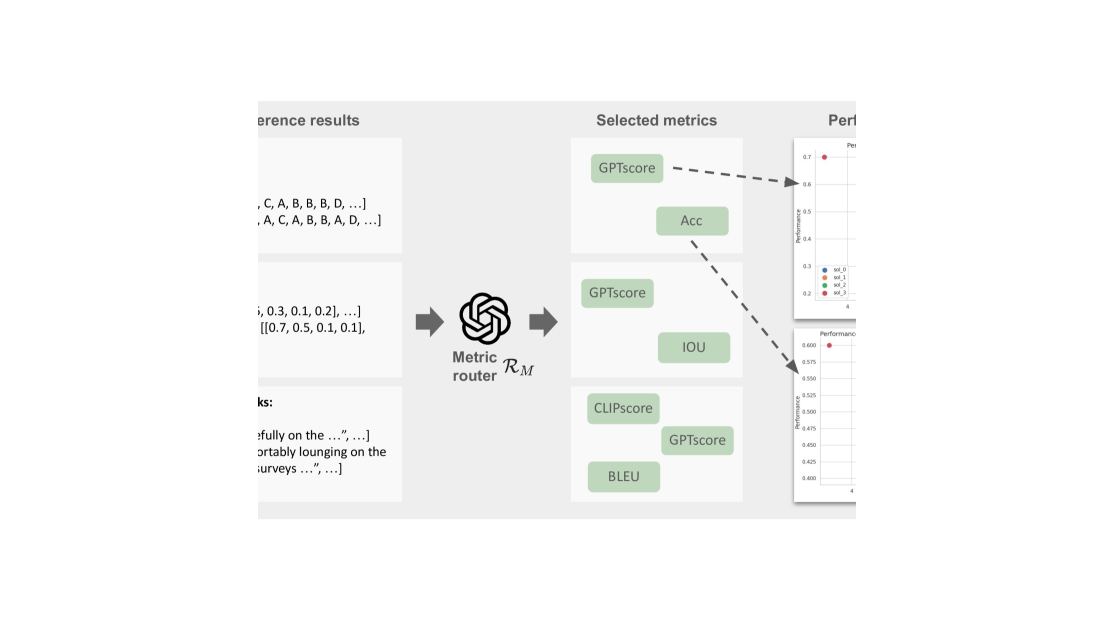 erence results
, C, A, B, B, B, D, …]
, A, C, A, B, B, A, D, …]
, 0.3, 0.1, 0.2], …]
[[0.7, 0.5, 0.1, 0.1],
ks:
efully on the …”, …]
ortably lounging on the
surveys …”, …]
Metric
router R_M
Selected metrics
GPTscore
Acc
GPTscore
IOU
CLIPscore
GPTscore
BLEU
Perf
Per
Performance
0.7
0.6
0.5
0.4
0.3
0.2
sol_0
sol_1
sol_2
sol_3
4
Performance
Performance
0.600
0.575
0.550
0.525
0.500
0.475
0.450
0.425
0.400
4